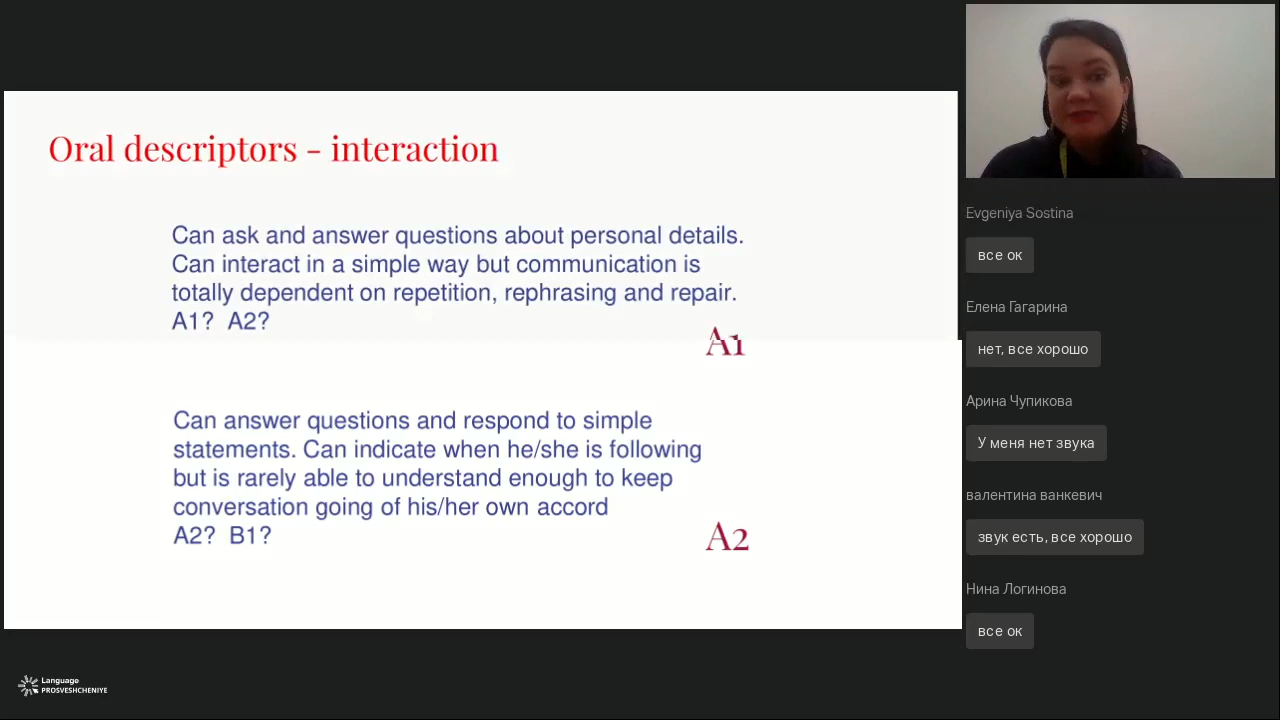 Oral descriptors - interaction
Can ask and answer questions about personal details.
Can interact in a simple way but communication is
totally dependent on repetition, rephrasing and repair.
A1?  A2?
A1
Can answer questions and respond to simple
statements. Can indicate when he/she is following
but is rarely able to understand enough to keep
conversation going of his/her own accord
A2?  B1?
A2
Evgeniya Sostina
все ок
Елена Гагарина
нет, все хорошо
Арина Чупикова
У меня нет звука
валентина ванкевич
звук есть, все хорошо
Нина Логинова
все ок
Language
PROSVESHCHENIYE